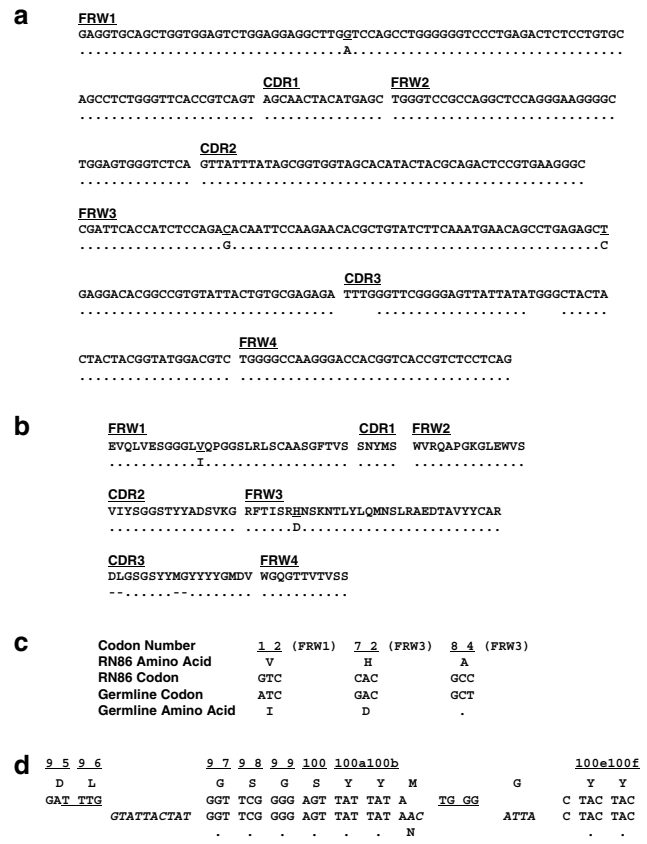 a
FRW1
GAGGTGCAGCTGGTGGAGTCTGGAGGAGGCTTGGTCCAGCCTGGGGGGTCCCTGAGACTCTCCTGTGC
.................................A..................................
CDR1 FRW2
AGCCTCTGGGTTCACCGTCAGT AGCAACTACATGAGC TGGGTCCGCCAGGCTCCAGGGAAGGGGC
...................... ............... ............................
CDR2
TGGAGTGGGTCTCA GTTATTTATAGCGGTGGTAGCACATACTACGCAGACTCCGTGAAGGGC
.............. ................................................
FRW3
CGATTCACCATCTCCAGACACAATTCCAAGAACACGCTGTATCTTCAAATGAACAGCCTGAGAGCT
..................G..............................................C
CDR3
GAGGACACGGCCGTGTATTACTGTGCGAGAGA TTTGGGTTCGGGGAGTTATTATATGGGCTACTA
................................ .................... ......
FRW4
CTACTACGGTATGGACGTC TGGGGCCAAGGGACCACGGTCACCGTCTCCTCAG
................... ..................................
b
FRW1 CDR1 FRW2
EVQLVESGGGLVQPGGSLRLSCAASGFTVS SNYMS WVRQAPGKGLEWVS
...........I.................. ..... ..............
CDR2 FRW3
VIYSGGSTYYADSVKG RFTISRHNSKNTLYLQMNSLRAEDTAVYYCAR
................ ......D.........................
CDR3 FRW4
DLGSGSYYMGYYYYGMDV WGQGTTVTVSS
--......--........ ...........
c
Codon Number 1 2 (FRW1) 7 2 (FRW3) 8 4 (FRW3)
RN86 Amino Acid V H A
RN86 Codon GTC CAC GCC
Germline Codon ATC GAC GCT
Germline Amino Acid I D .
d
9 5 9 6 9 7 9 8 9 9 100 100a100b 100e100f
D L G S G S Y Y M G Y Y
GAT TTG GGT TCG GGG AGT TAT TAT A TG GG C TAC TAC
GTATTACTAT GGT TCG GGG AGT TAT TAT AAC ATTA C TAC TAC
. . . . . . N . .